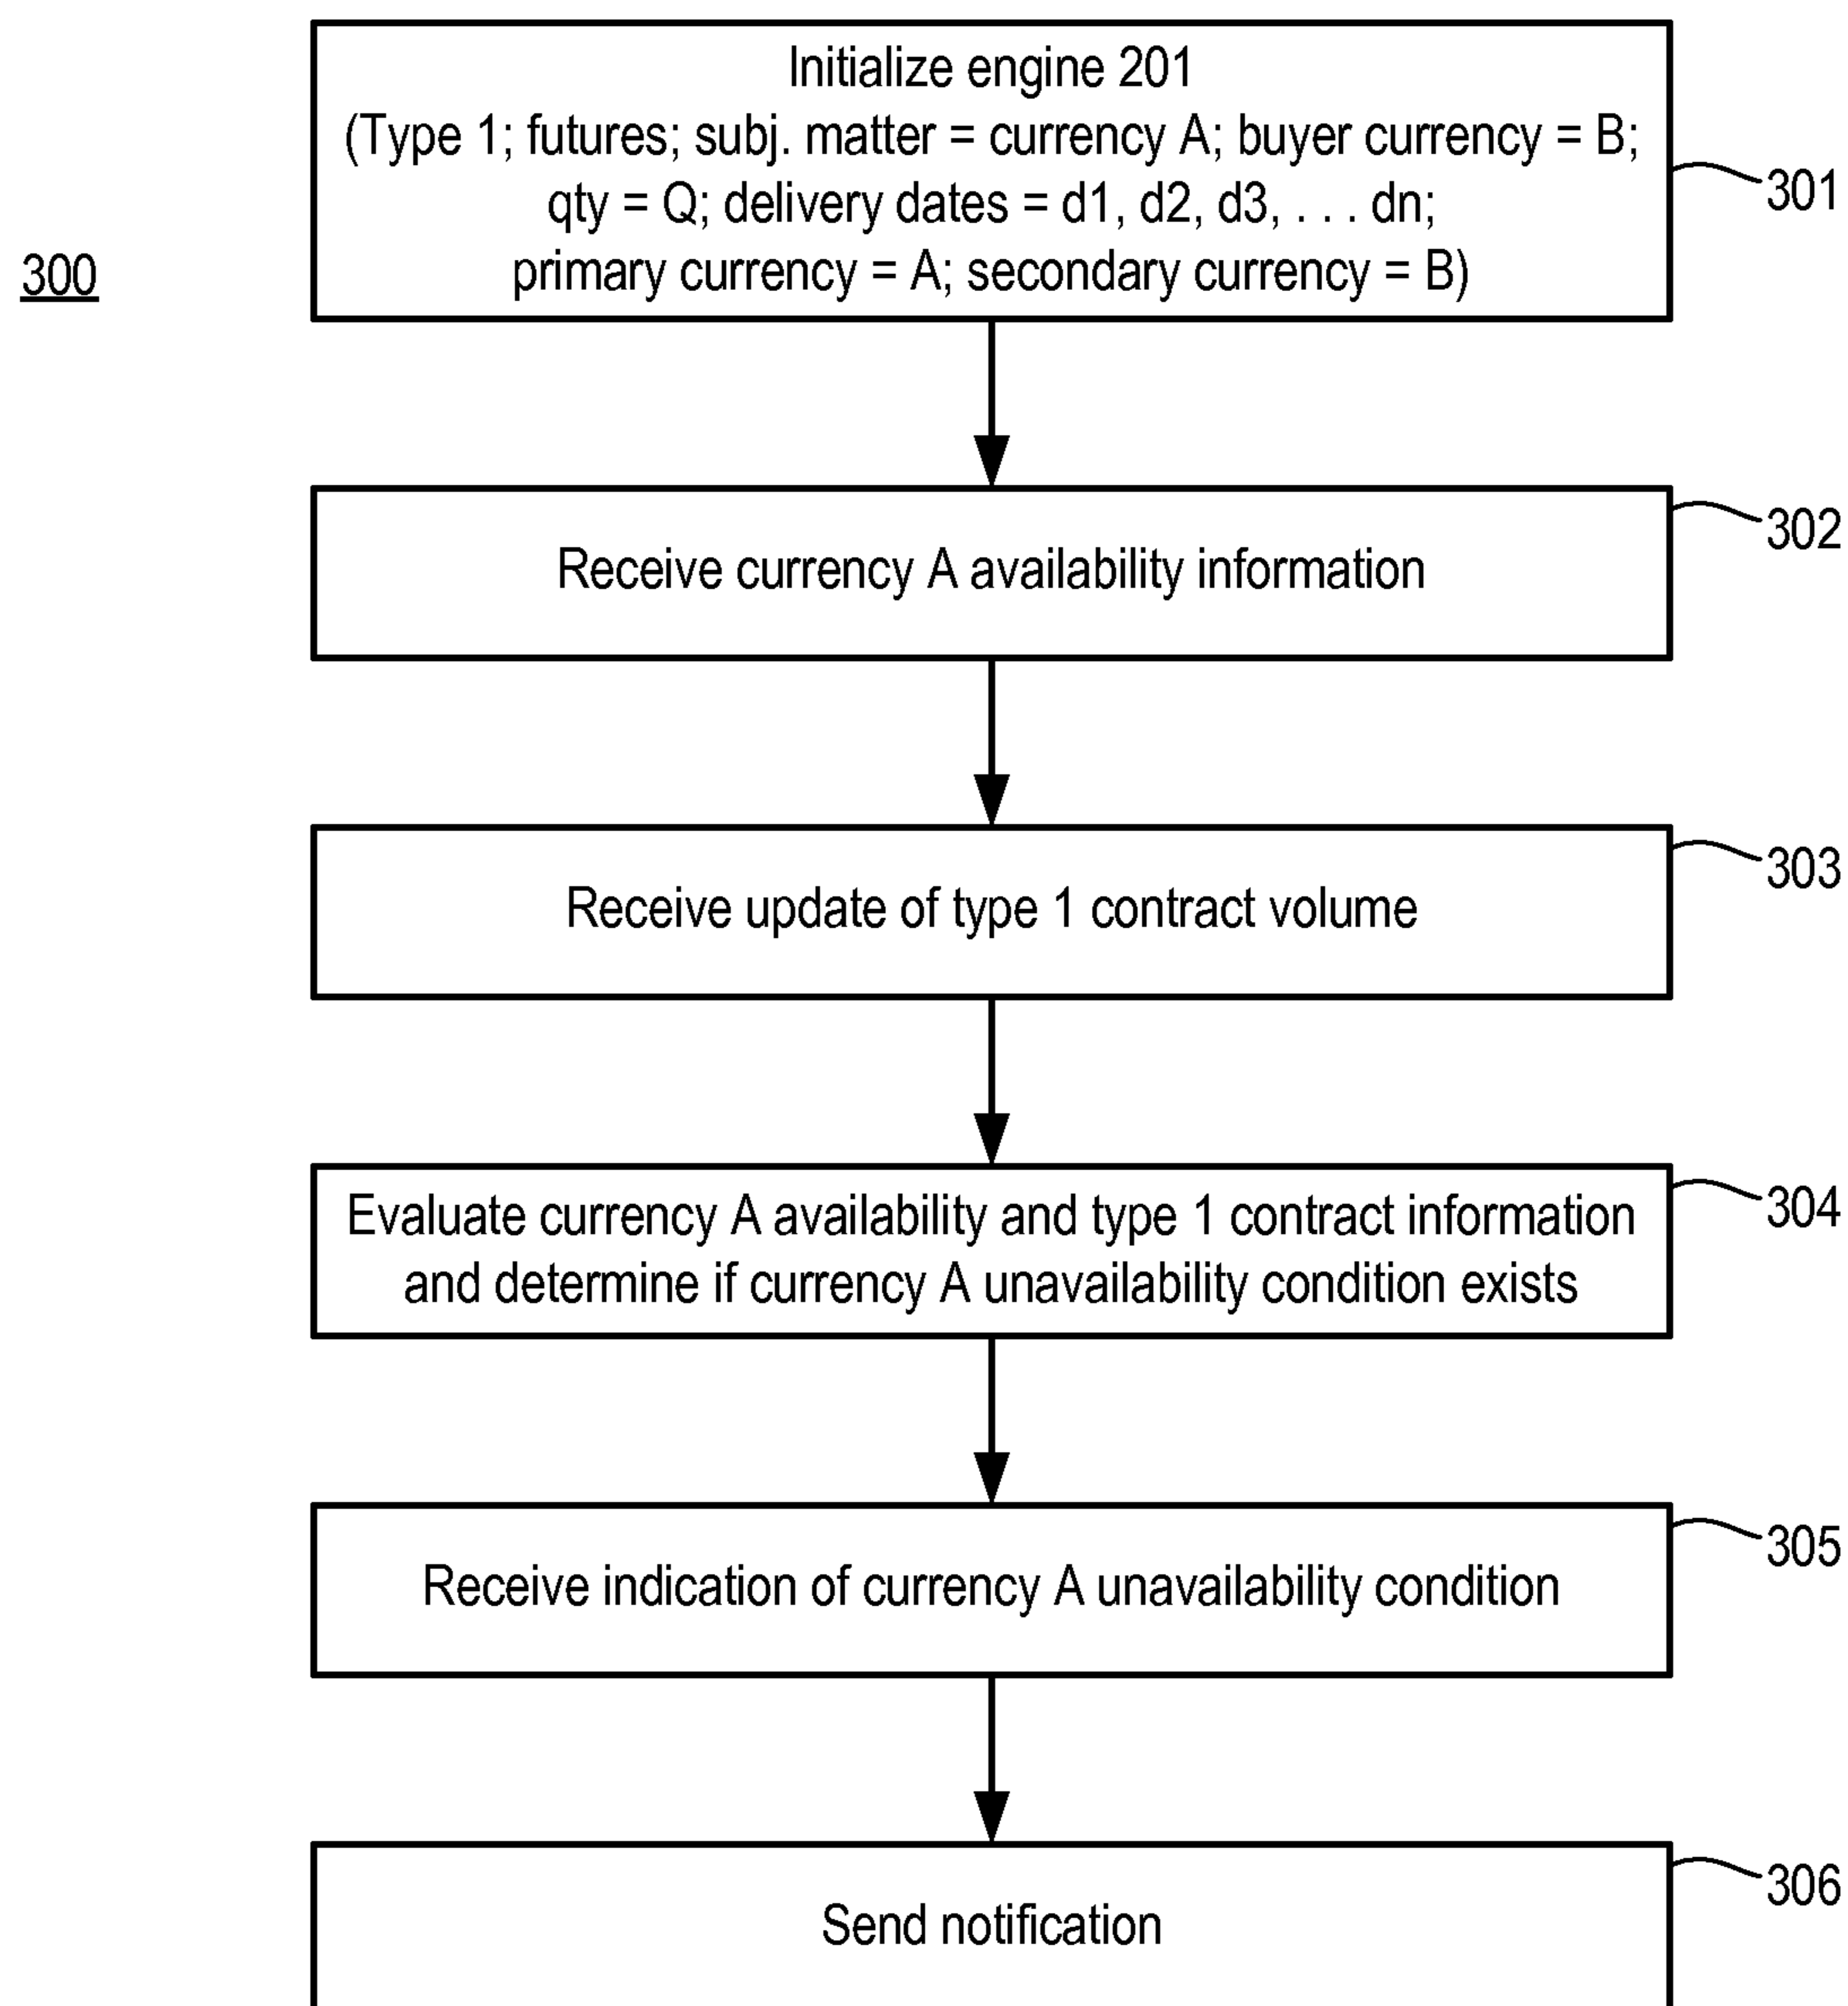 300
Initialize engine 201
(Type 1; futures; subj. matter = currency A; buyer currency = B;
qty = Q; delivery dates = d1, d2, d3, . . . dn;
primary currency = A; secondary currency = B)
301
Receive currency A availability information
302
Receive update of type 1 contract volume
303
Evaluate currency A availability and type 1 contract information
and determine if currency A unavailability condition exists
304
Receive indication of currency A unavailability condition
305
Send notification
306